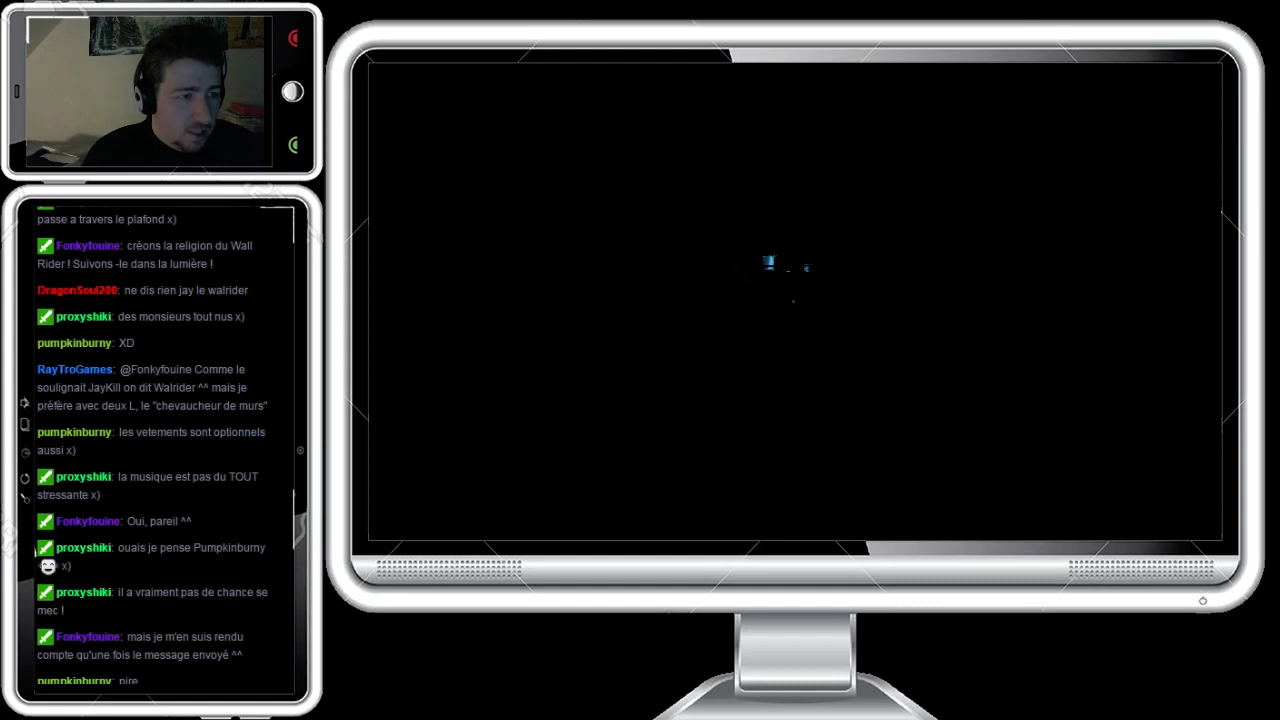 passe a travers le plafond x)
Fonkyfouine: créons la religion du Wall
Rider ! Suivons -le dans la lumière !
DragonSoul200: ne dis rien jay le walrider
proxyshiki: des monsieurs tout nus x)
pumpkinburny: XD
RayTroGames: @Fonkyfouine Comme le
soulignait JayKill on dit Walrider ^^ mais je
préfère avec deux L, le "chevaucheur de murs"
pumpkinburny: les vetements sont optionnels
aussi x)
proxyshiki: la musique est pas du TOUT
stressante x)
Fonkyfouine: Oui, pareil ^^
proxyshiki: ouais je pense Pumpkinburny
x)
proxyshiki: il a vraiment pas de chance se
mec !
Fonkyfouine: mais je m'en suis rendu
compte qu'une fois le message envoyé ^^
pumpkinburny: pire